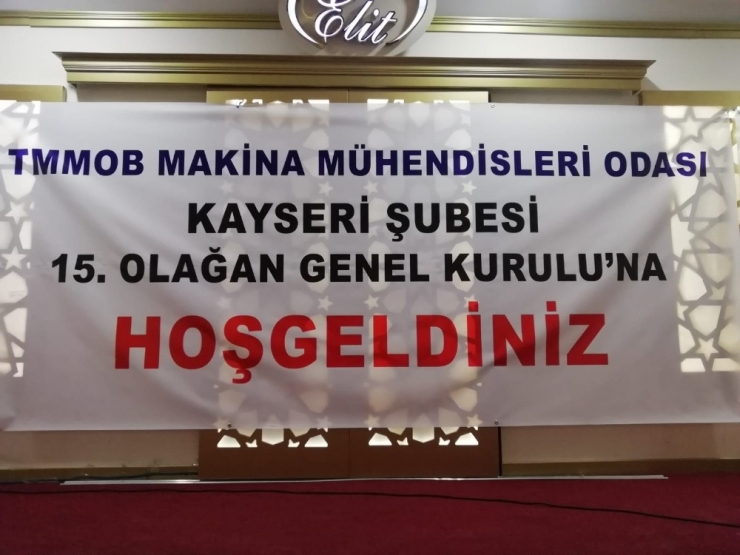 Elit
TMMOB MAKİNA MÜHENDİSLERİ ODASI
KAYSERİ ŞUBESİ
15. OLAĞAN GENEL KURULU'NA
HOŞGELDİNİZ